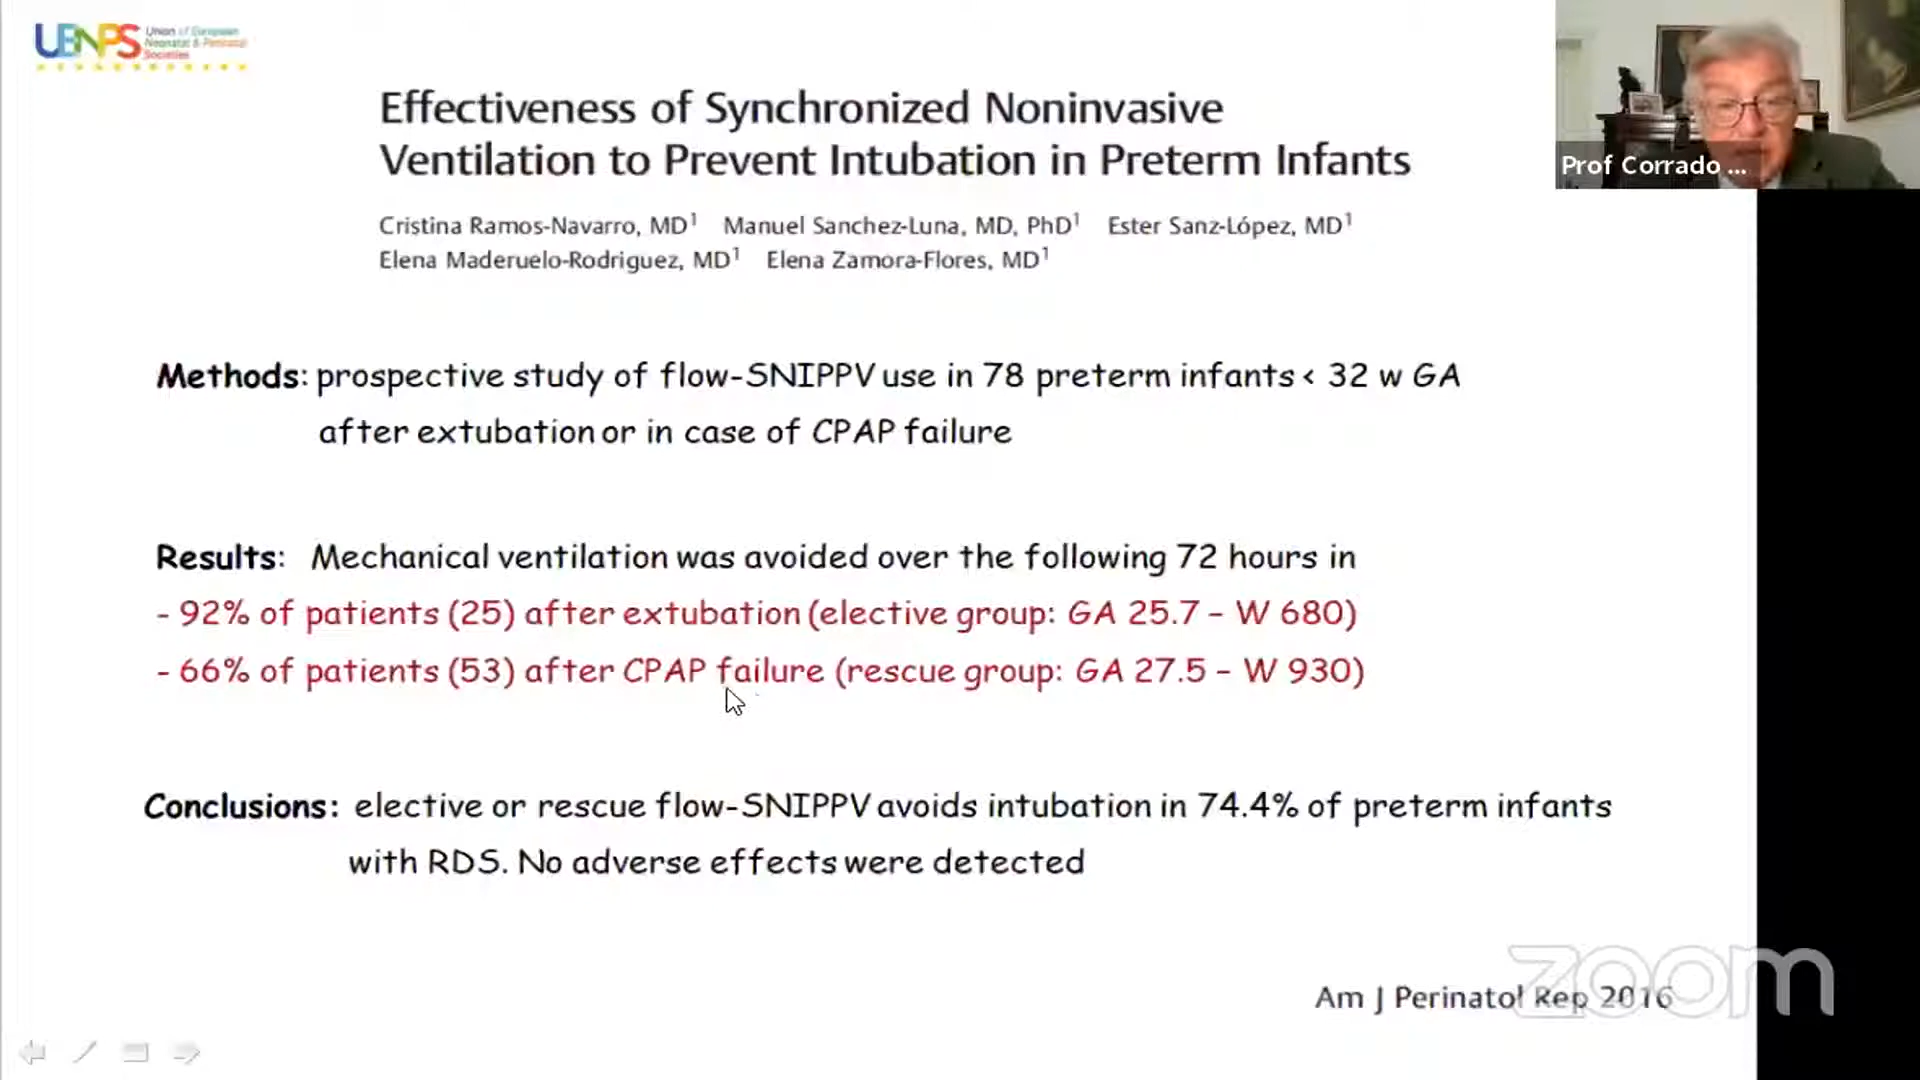 UENPS
Union of European
Neonatal & Perinatal
Societies
Prof Corrado ...
Effectiveness of Synchronized Noninvasive
Ventilation to Prevent Intubation in Preterm Infants
Cristina Ramos-Navarro, MD¹ Manuel Sanchez-Luna, MD, PhD¹ Ester Sanz-López, MD¹
Elena Maderuelo-Rodriguez, MD¹ Elena Zamora-Flores, MD¹
Methods: prospective study of flow-SNIPPV use in 78 preterm infants < 32 w GA
after extubation or in case of CPAP failure
Results: Mechanical ventilation was avoided over the following 72 hours in
- 92% of patients (25) after extubation (elective group: GA 25.7 – W 680)
- 66% of patients (53) after CPAP failure (rescue group: GA 27.5 – W 930)
Conclusions: elective or rescue flow-SNIPPV avoids intubation in 74.4% of preterm infants
with RDS. No adverse effects were detected
Am J Perinatol Rep 2016
zoom